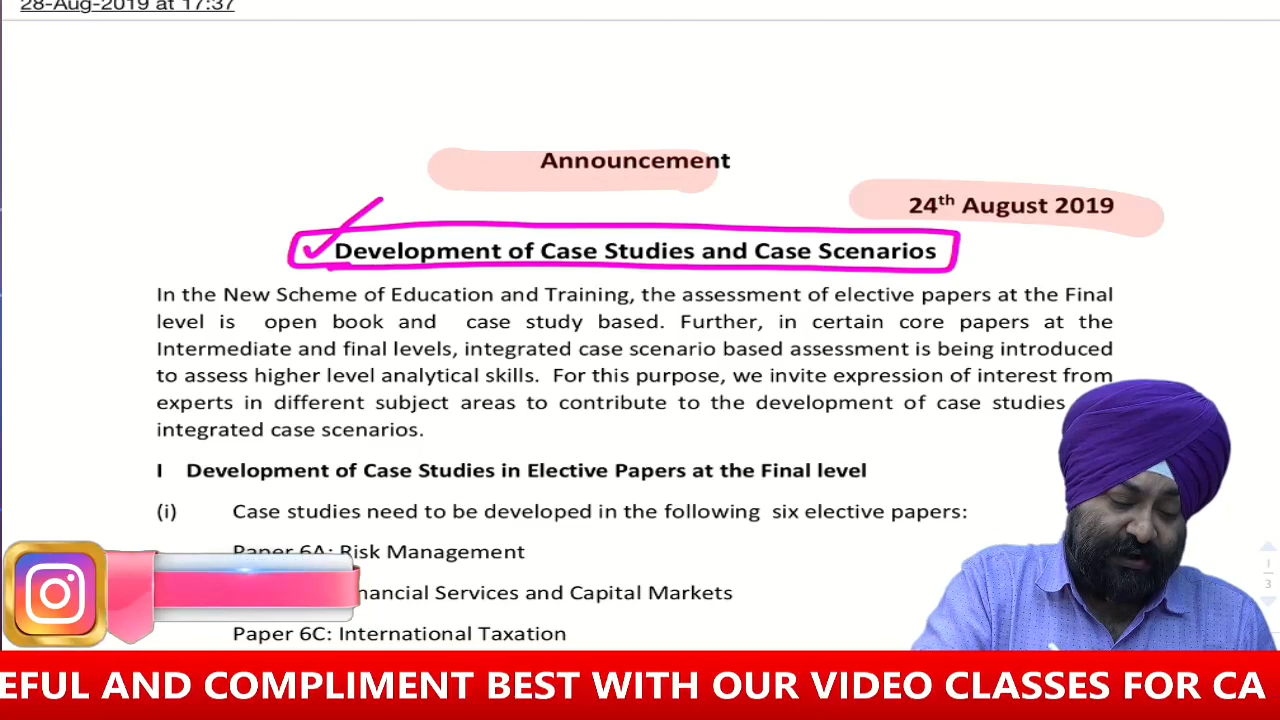 28-Aug-2019 at 17:37
Announcement
24th August 2019
Development of Case Studies and Case Scenarios
In the New Scheme of Education and Training, the assessment of elective papers at the Final
level is open book and case study based. Further, in certain core papers at the
Intermediate and final levels, integrated case scenario based assessment is being introduced
to assess higher level analytical skills. For this purpose, we invite expression of interest from
experts in different subject areas to contribute to the development of case studies
integrated case scenarios.
I Development of Case Studies in Elective Papers at the Final level
(i) Case studies need to be developed in the following six elective papers:
Paper 6A: Risk Management
Services and Capital Markets
Paper 6C: International Taxation
1
3
AND COMPLIMENT BEST WITH OUR VIDEO CLASSES FOR CA